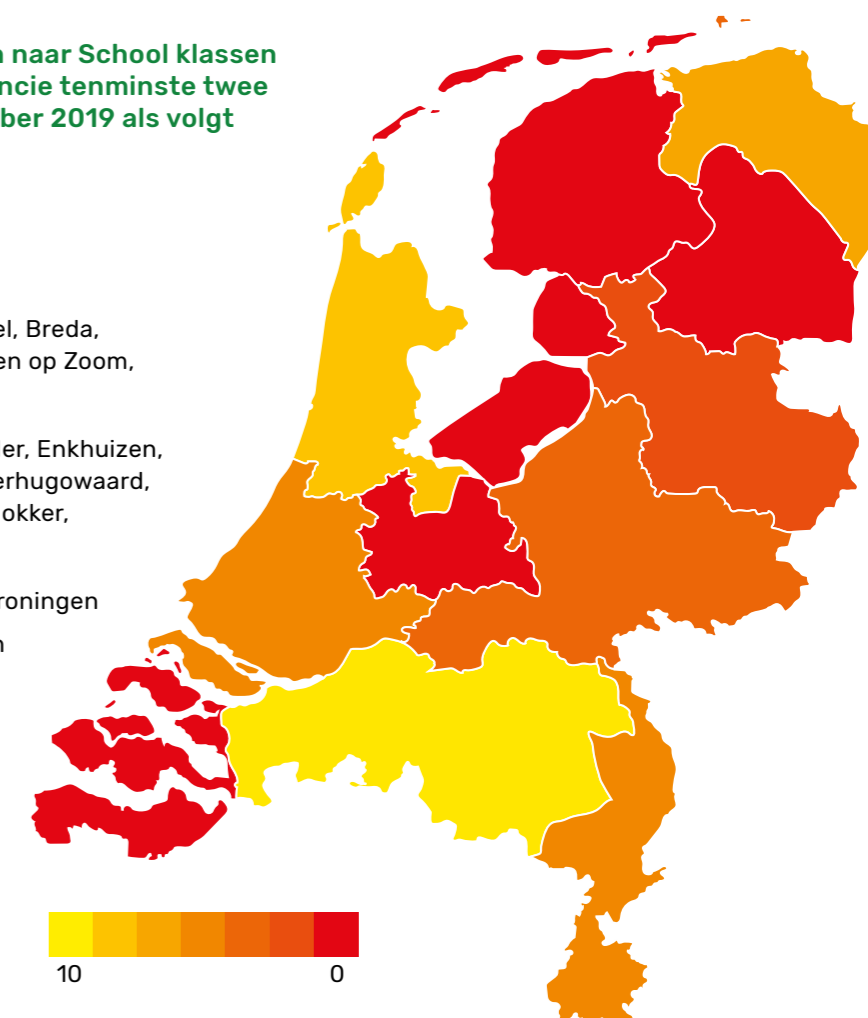 naar School klassen
ncie tenminste twee
ber 2019 als volgt
el, Breda,
en op Zoom,
er, Enkhuizen,
erhugowaard,
okker,
roningen
n
10
0